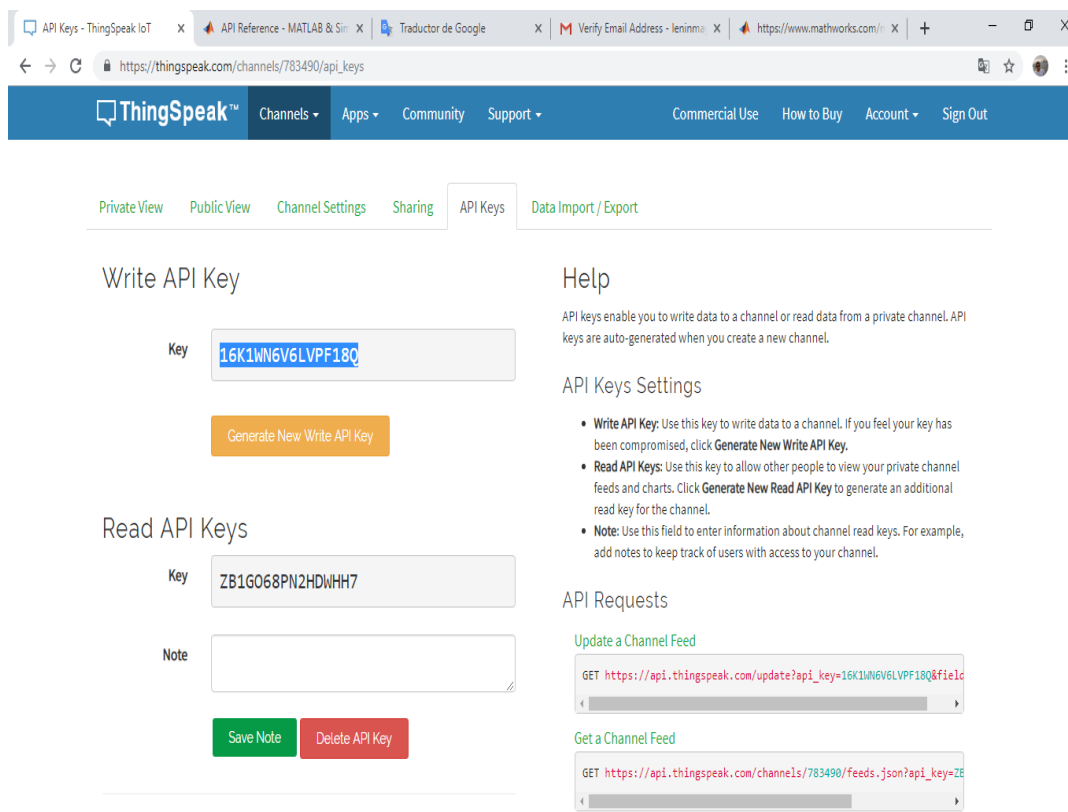 API Keys - ThingSpeak IoT
API Reference - MATLAB & Sim
Traductor de Google
Verify Email Address - leninma
https://www.mathworks.com/
https://thingspeak.com/channels/783490/api_keys
ThingSpeak™ Channels Apps Community Support Commercial Use How to Buy Account Sign Out
Private View Public View Channel Settings Sharing API Keys Data Import / Export
Write API Key
Key
16K1WN6V6LVPF18Q
Generate New Write API Key
Read API Keys
Key
ZB1GO68PN2HDWHH7
Note
Save Note Delete API Key
Help
API keys enable you to write data to a channel or read data from a private channel. API
keys are auto-generated when you create a new channel.
API Keys Settings
• Write API Key: Use this key to write data to a channel. If you feel your key has
been compromised, click Generate New Write API Key.
• Read API Keys: Use this key to allow other people to view your private channel
feeds and charts. Click Generate New Read API Key to generate an additional
read key for the channel.
• Note: Use this field to enter information about channel read keys. For example,
add notes to keep track of users with access to your channel.
API Requests
Update a Channel Feed
GET https://api.thingspeak.com/update?api_key=16K1WN6V6LVPF18Q&field
Get a Channel Feed
GET https://api.thingspeak.com/channels/783490/feeds.json?api_key=ZB